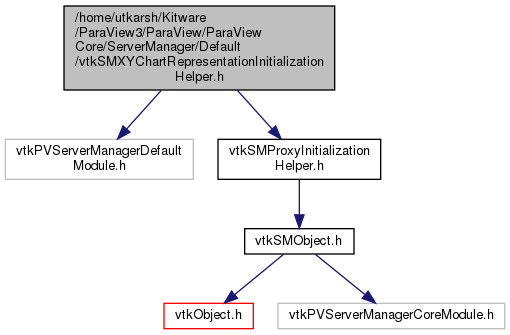 /home/utkarsh/Kitware
/ParaView3/ParaView/ParaView
Core/ServerManager/Default
/vtkSMXYChartRepresentationInitialization
Helper.h
vtkPVServerManagerDefault
Module.h
vtkSMProxyInitialization
Helper.h
vtkSMObject.h
vtkObject.h
vtkPVServerManagerCoreModule.h